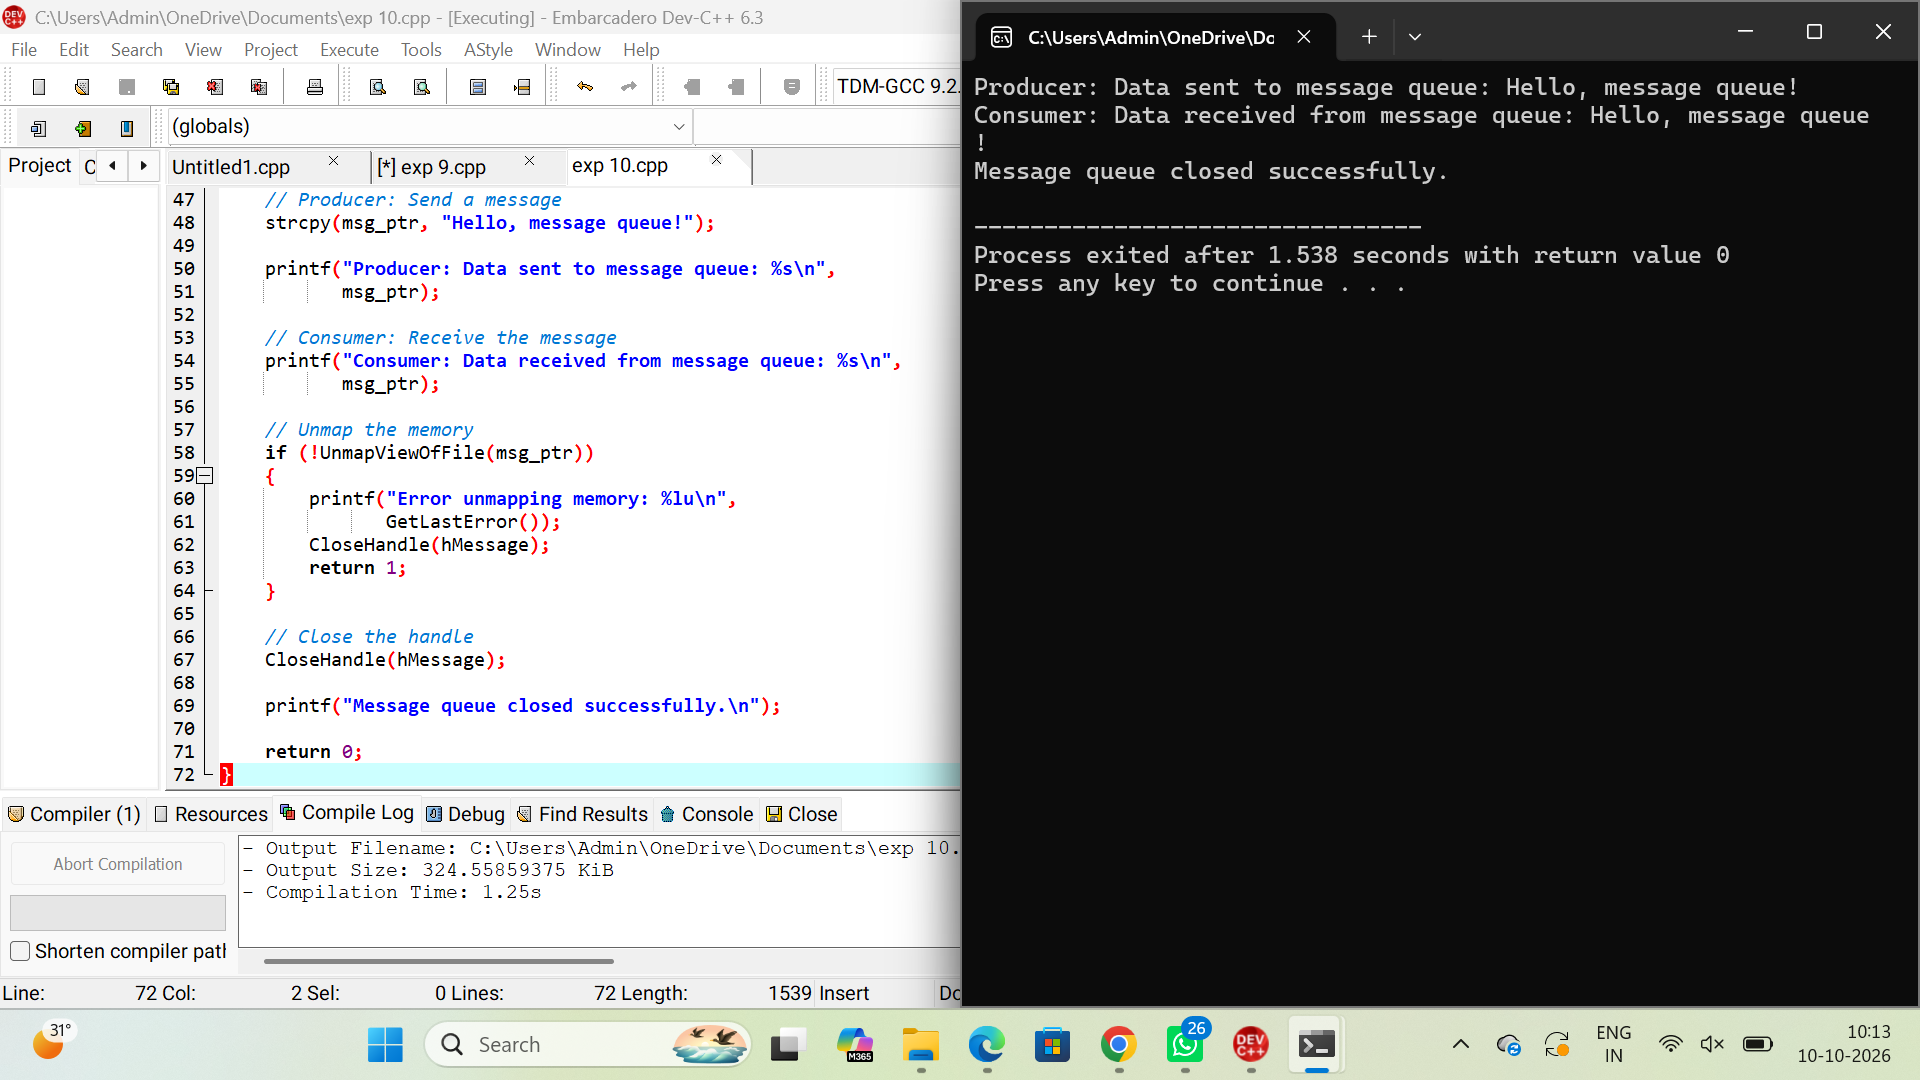 C:\Users\Admin\OneDrive\Documents\exp 10.cpp - [Executing] - Embarcadero Dev-C++ 6.3
File Edit Search View Project Execute Tools AStyle Window Help
TDM-GCC 9.2.
(globals)
Project
Untitled1.cpp [*] exp 9.cpp exp 10.cpp
47 // Producer: Send a message
48 strcpy(msg_ptr, "Hello, message queue!");
49
50 printf("Producer: Data sent to message queue: %s\n",
51 msg_ptr);
52
53 // Consumer: Receive the message
54 printf("Consumer: Data received from message queue: %s\n",
55 msg_ptr);
56
57 // Unmap the memory
58 if (!UnmapViewOfFile(msg_ptr))
59 {
60 printf("Error unmapping memory: %lu\n",
61 GetLastError());
62 CloseHandle(hMessage);
63 return 1;
64 }
65
66 // Close the handle
67 CloseHandle(hMessage);
68
69 printf("Message queue closed successfully.\n");
70
71 return 0;
72 }
Compiler (1) Resources Compile Log Debug Find Results Console Close
Abort Compilation
Shorten compiler path
- Output Filename: C:\Users\Admin\OneDrive\Documents\exp 10.
- Output Size: 324.55859375 KiB
- Compilation Time: 1.25s
Line: 72 Col: 2 Sel: 0 Lines: 72 Length: 1539 Insert
C:\Users\Admin\OneDrive\Do
Producer: Data sent to message queue: Hello, message queue!
Consumer: Data received from message queue: Hello, message queue
!
Message queue closed successfully.
--------------------------------
Process exited after 1.538 seconds with return value 0
Press any key to continue . . .
31°
Search
M365
26
DEV C++
ENG
IN
10:13
10-10-2026